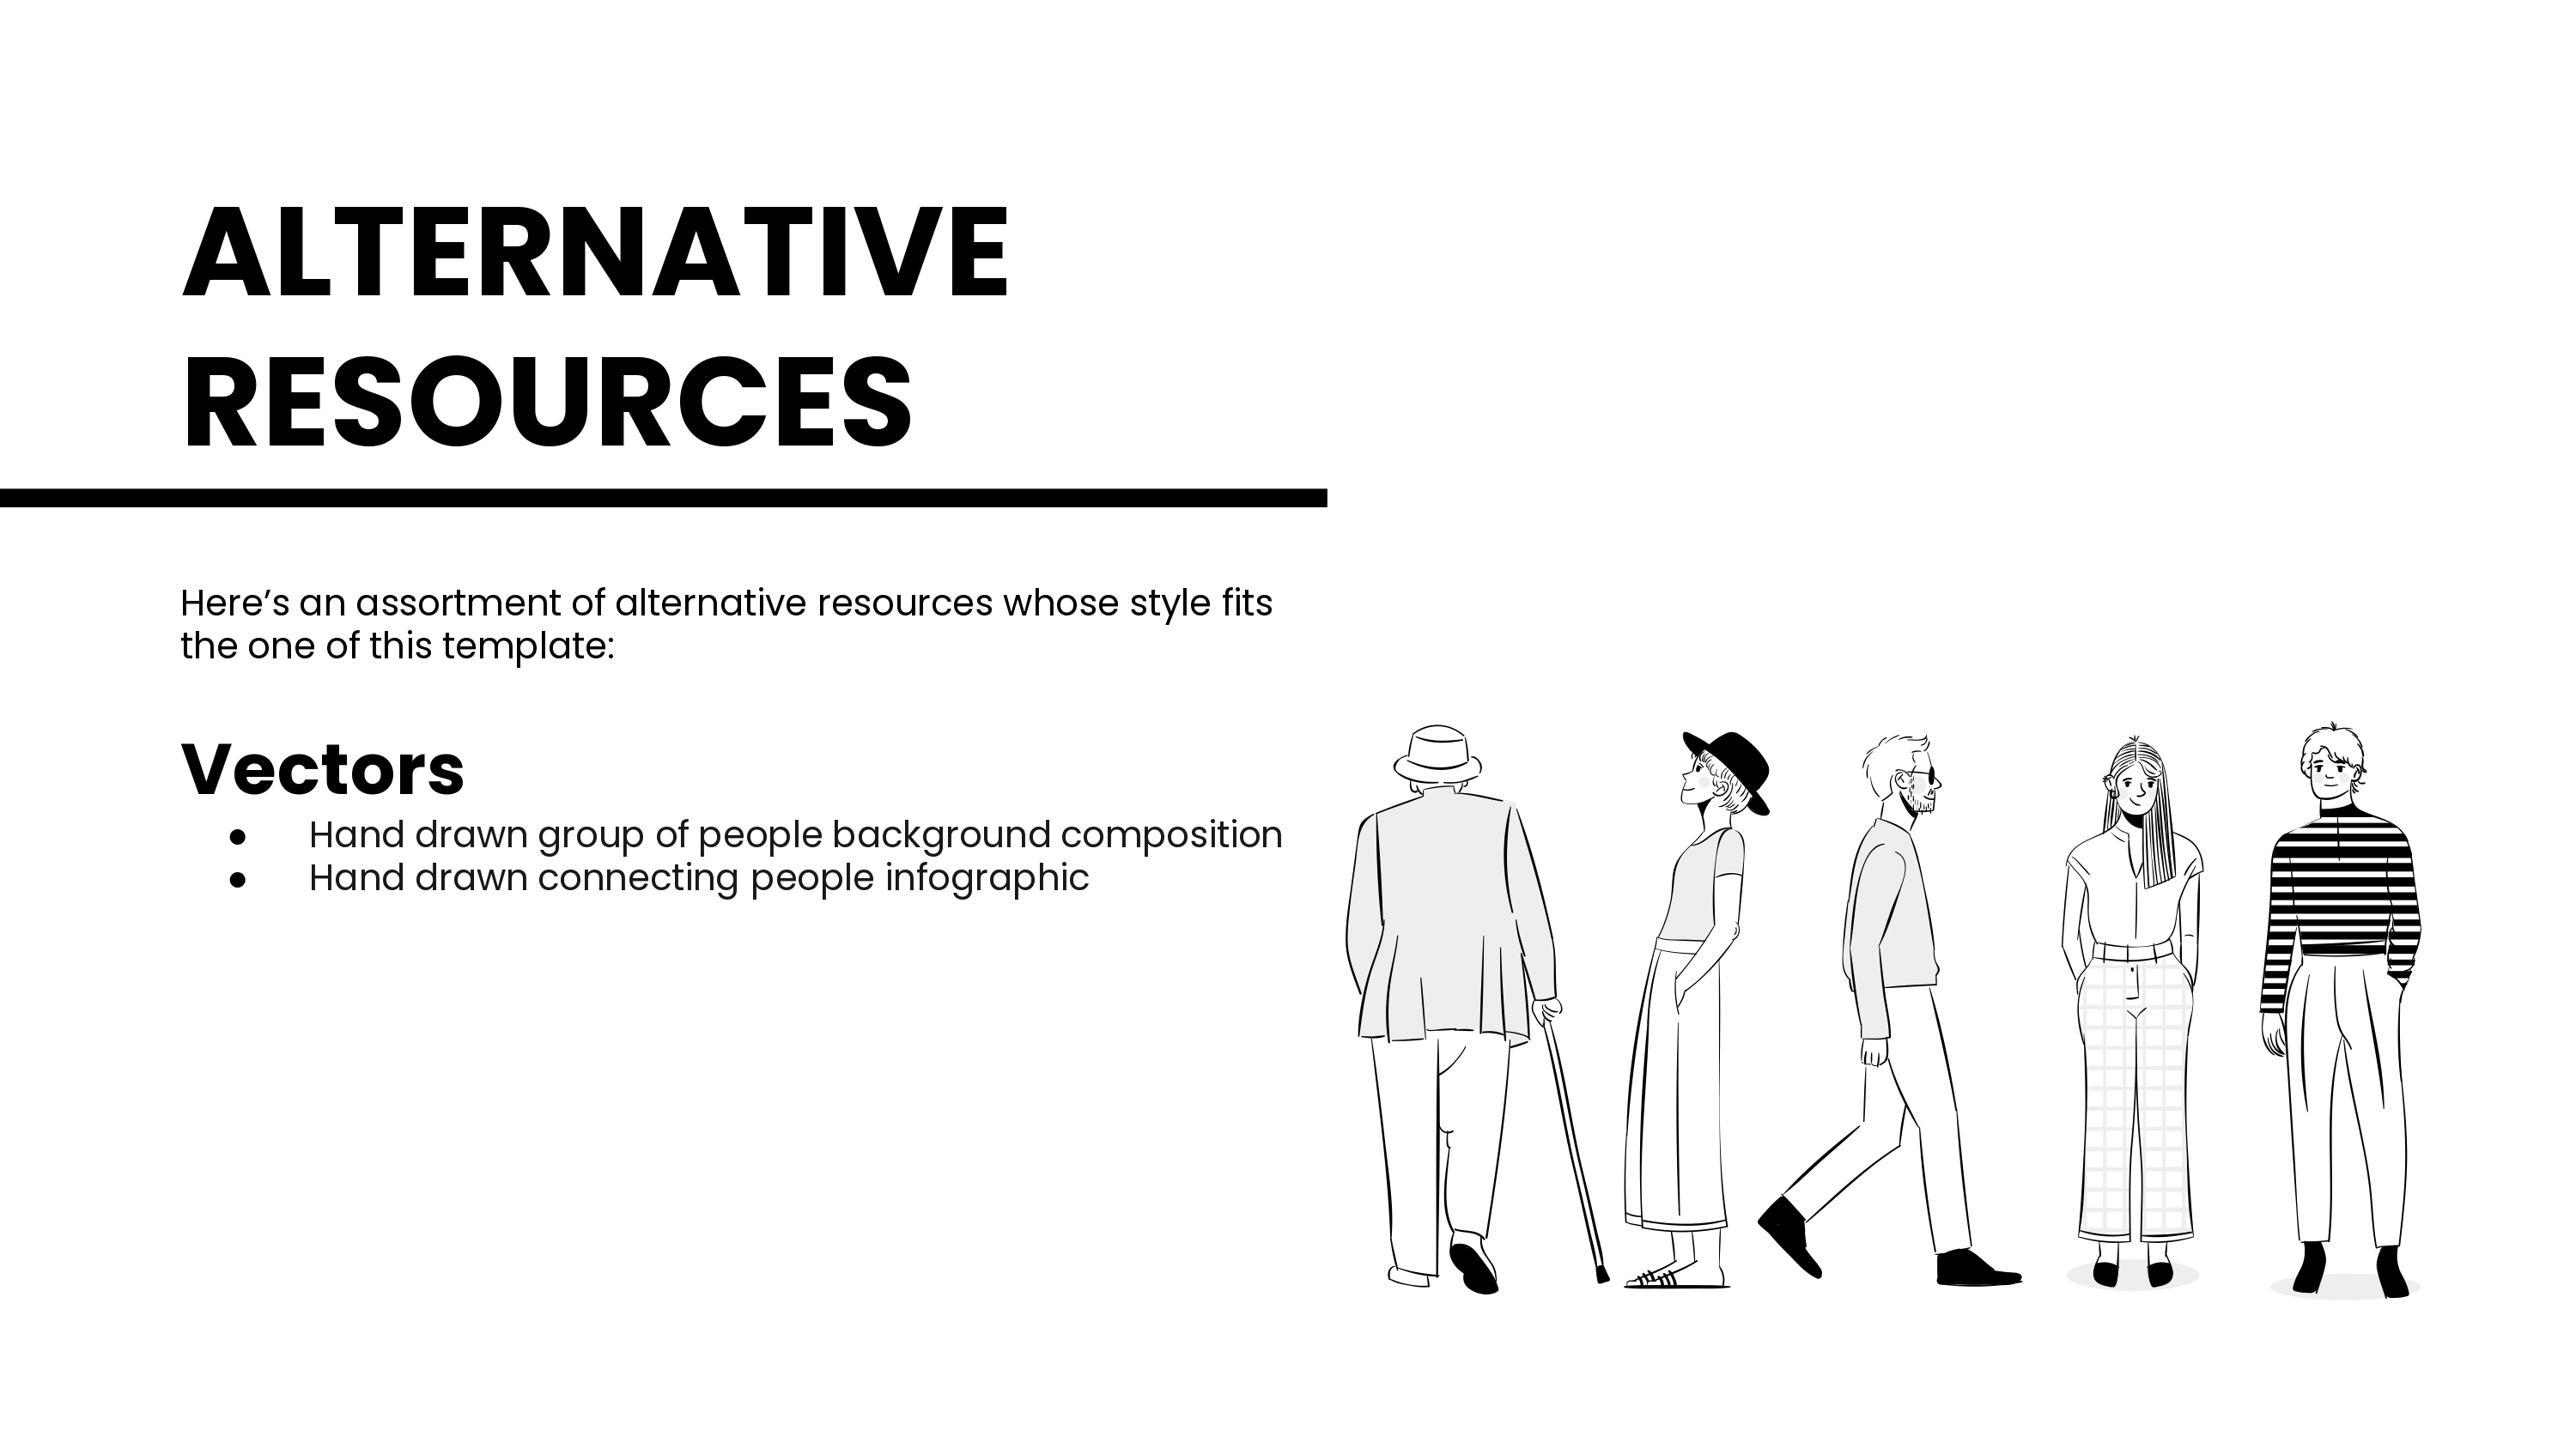 ALTERNATIVE
RESOURCES
Here’s an assortment of alternative resources whose style fits
the one of this template:
Vectors
● Hand drawn group of people background composition
● Hand drawn connecting people infographic